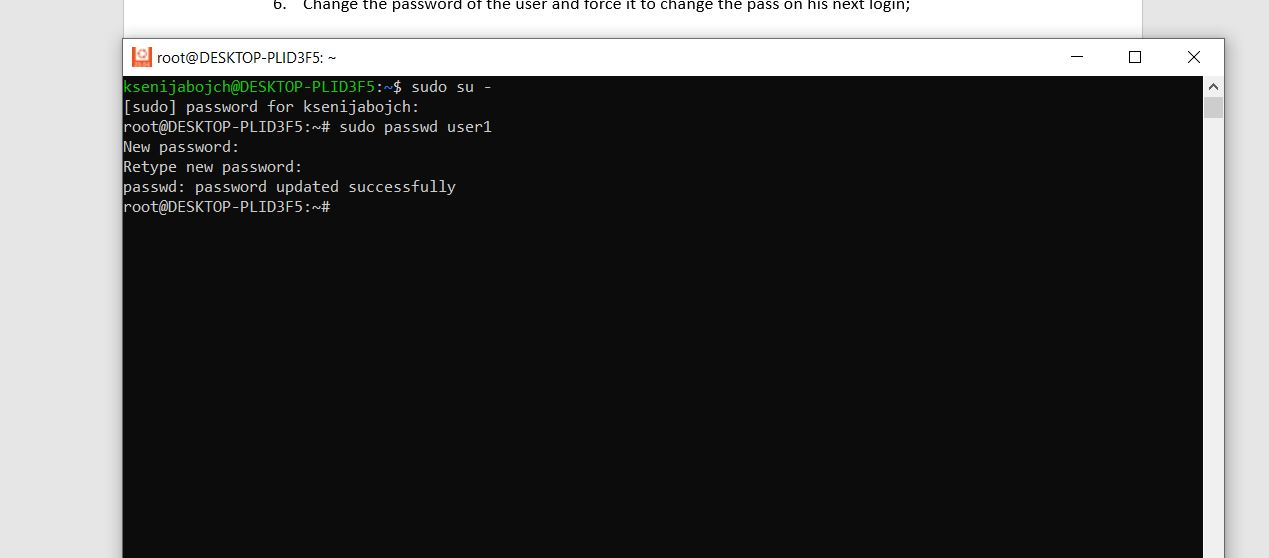 6. Change the password of the user and force it to change the pass on his next login;
root@DESKTOP-PLID3F5: ~
ksenijabojch@DESKTOP-PLID3F5:~$ sudo su -
[sudo] password for ksenijabojch:
root@DESKTOP-PLID3F5:~# sudo passwd user1
New password:
Retype new password:
passwd: password updated successfully
root@DESKTOP-PLID3F5:~#